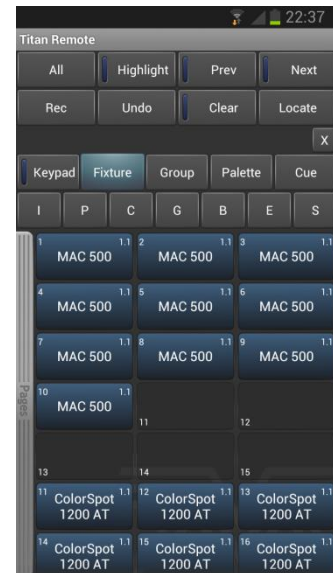 22:37
Titan Remote
All Highlight Prev Next
Rec Undo Clear Locate
X
Keypad Fixture Group Palette Cue
I P C G B E S
Pages
1 MAC 500 1.1 2 MAC 500 1.1 3 MAC 500 1.1
4 MAC 500 1.1 5 MAC 500 1.1 6 MAC 500 1.1
7 MAC 500 1.1 8 MAC 500 1.1 9 MAC 500 1.1
10 MAC 500 1.1 11 12
13 14 15
11 ColorSpot 1.1 12 ColorSpot 1.1 13 ColorSpot 1.1
1200 AT 1200 AT 1200 AT
14 ColorSpot 1.1 15 ColorSpot 1.1 16 ColorSpot 1.1
1200 AT 1200 AT 1200 AT